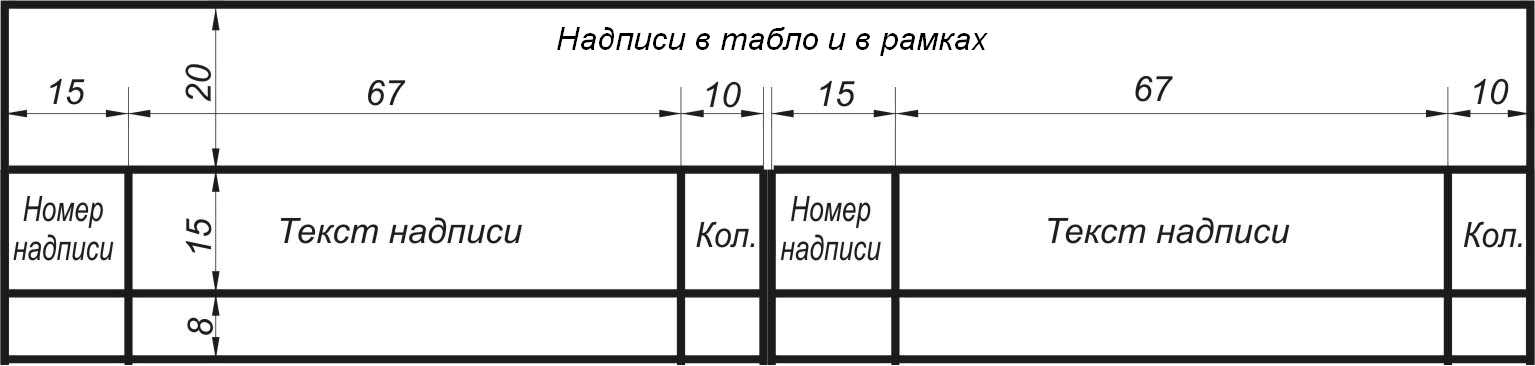 Надписи в табло и в рамках
15 67 10 15 67 10
20
Номер надписи Текст надписи Кол. Номер надписи Текст надписи Кол.
15
8